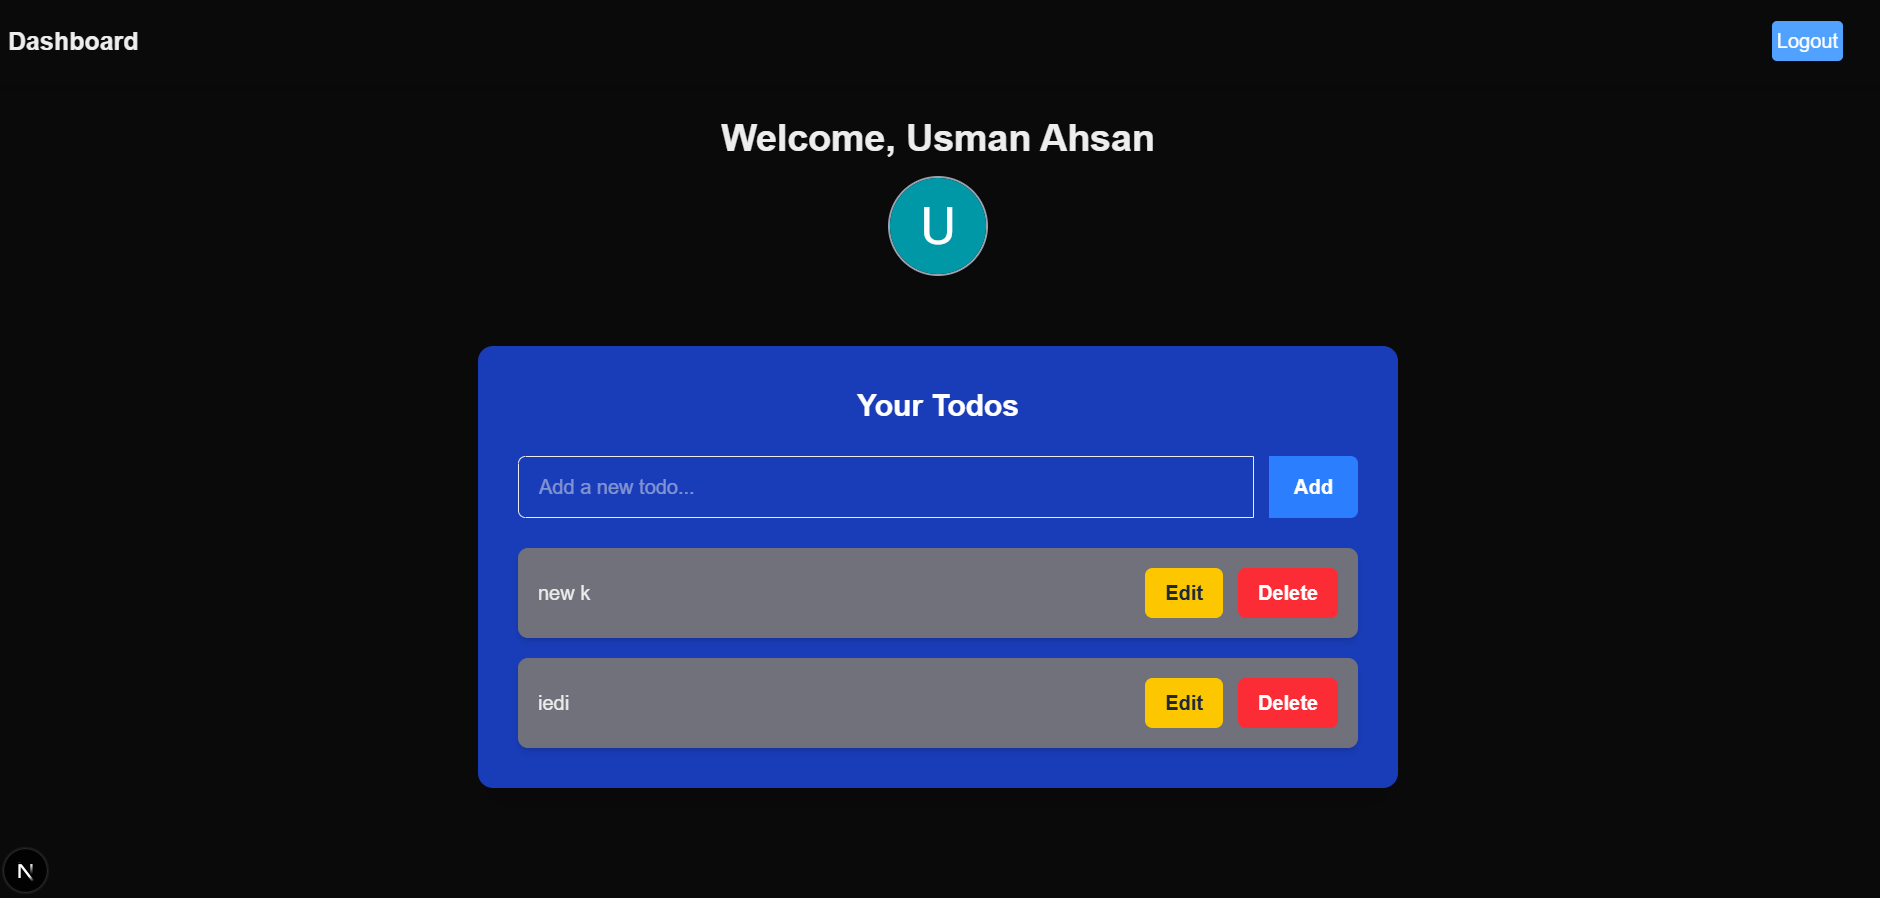 Dashboard
Logout
Welcome, Usman Ahsan
U
Your Todos
Add a new todo...
Add
new k
Edit
Delete
iedi
Edit
Delete
N